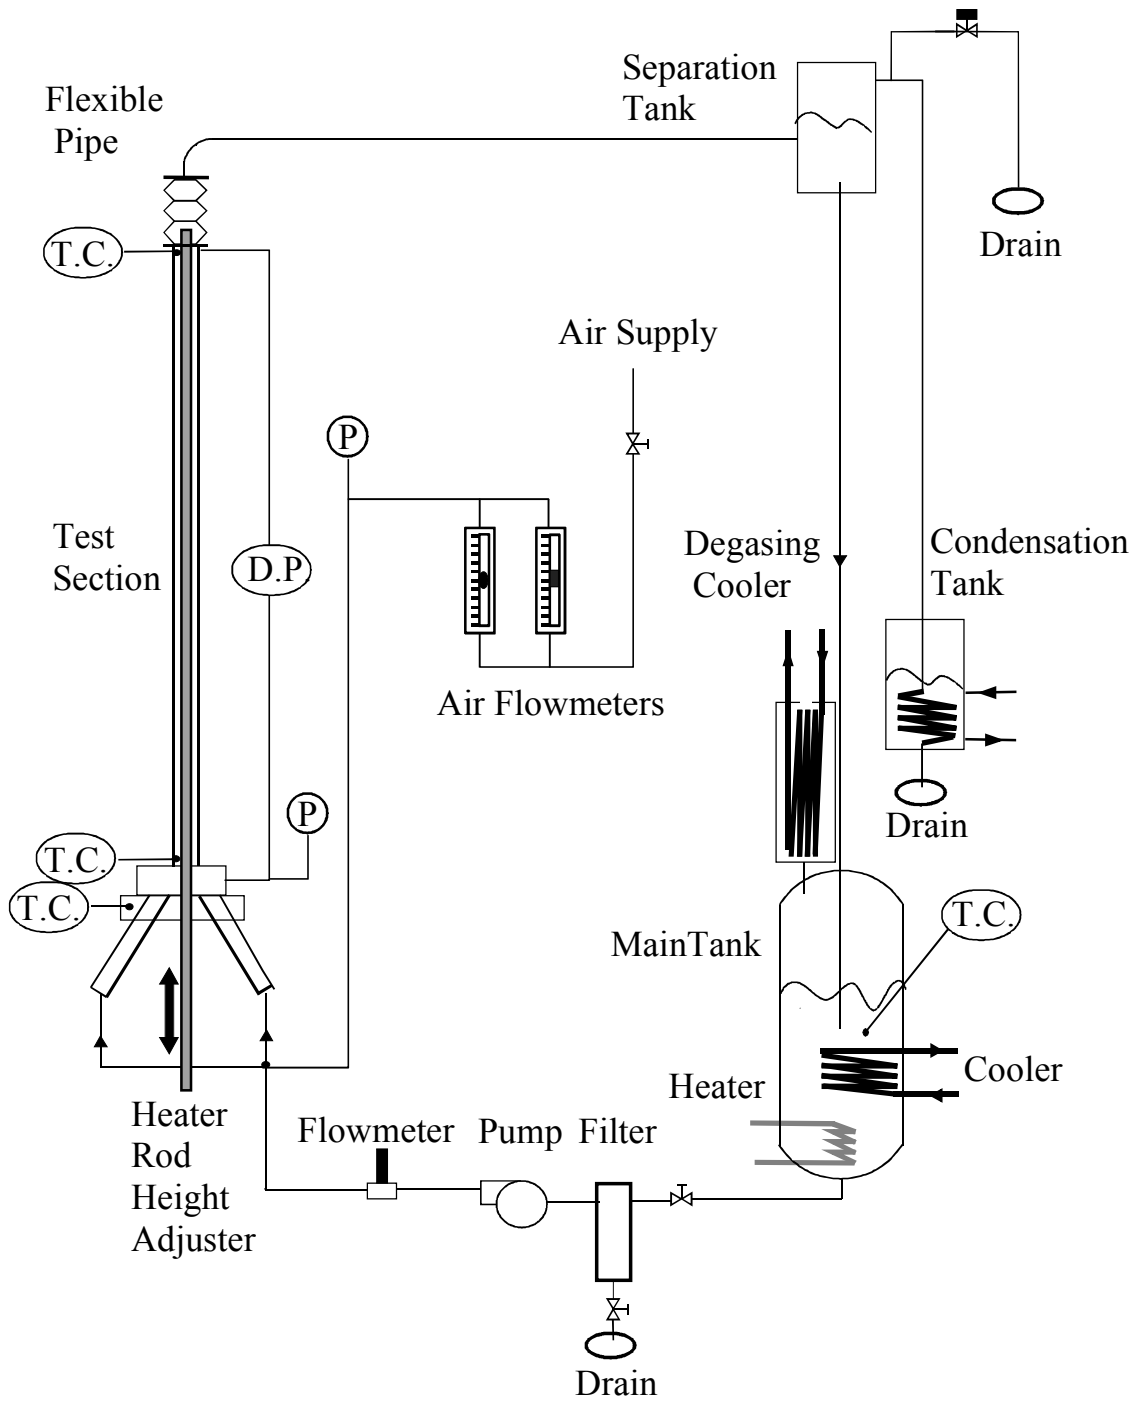 Separation
Tank
Flexible
Pipe
Drain
T.C.
Air Supply
P
Test
Section
D.P.
Degasing
Cooler
Condensation
Tank
Air Flowmeters
P
Drain
T.C.
T.C.
T.C.
MainTank
Cooler
Heater
Heater
Rod
Height
Adjuster
Flowmeter
Pump
Filter
Drain